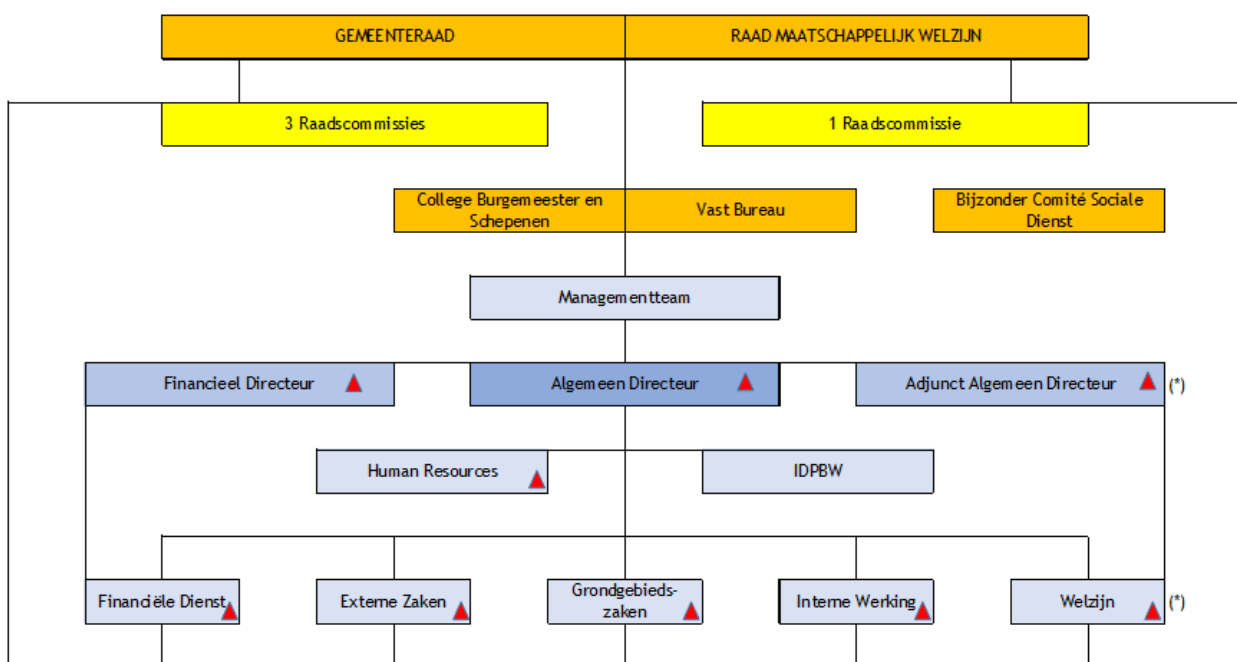 GEMEENTERAAD
RAAD MAATSCHAPPELIJK WELZIJN
3 Raadscommissies
1 Raadscommissie
College Burgemeester en
Schepenen
Vast Bureau
Bijzonder Comité Sociale
Dienst
Managementteam
Financieel Directeur
Algemeen Directeur
Adjunct Algemeen Directeur
(*)
Human Resources
IDPBW
Financiële Dienst
Externe Zaken
Grondgebieds-
zaken
Interne Werking
Welzijn
(*)